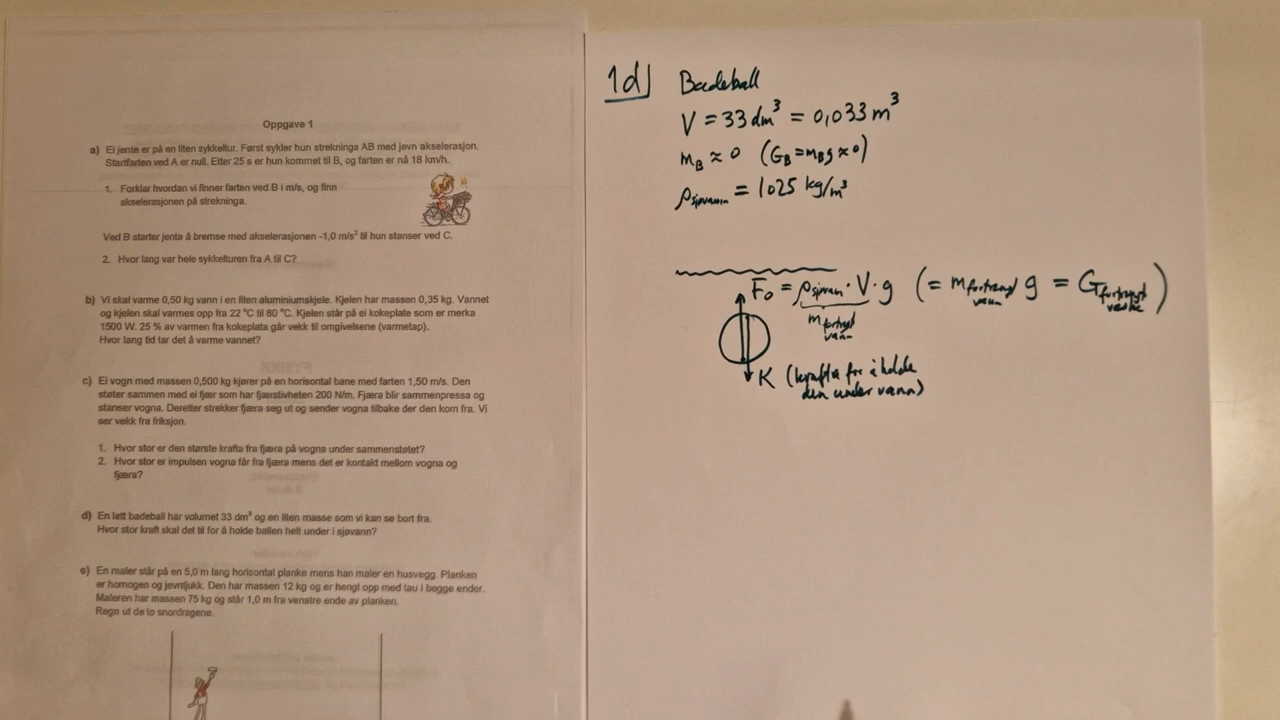 Oppgave 1
a) Ei jente er på en liten sykkeltur. Først sykler hun strekninga AB med jevn akselerasjon.
Startfarten ved A er null. Etter 25 s er hun kommet til B, og farten er nå 18 km/h.
1. Forklar hvordan vi finner farten ved B i m/s, og finn
akselerasjonen på strekninga.
Ved B starter jenta å bremse med akselerasjonen -1,0 m/s² til hun stanser ved C.
2. Hvor lang var hele sykkelturen fra A til C?
b) Vi skal varme 0,50 kg vann i en liten aluminiumskjele. Kjelen har massen 0,35 kg. Vannet
og kjelen skal varmes opp fra 22 °C til 80 °C. Kjelen står på ei kokeplate som er merka
1500 W. 25 % av varmen fra kokeplata går vekk til omgivelsene (varmetap).
Hvor lang tid tar det å varme vannet?
c) Ei vogn med massen 0,500 kg kjører på en horisontal bane med farten 1,50 m/s. Den
støter sammen med ei fjær som har fjærstivheten 200 N/m. Fjæra blir sammenpressa og
stanser vogna. Deretter strekker fjæra seg ut og sender vogna tilbake der den kom fra. Vi
ser vekk fra friksjon.
1. Hvor stor er den største krafta fra fjæra på vogna under sammenstøtet?
2. Hvor stor er impulsen vogna får fra fjæra mens det er kontakt mellom vogna og
fjæra?
d) En lett badeball har volumet 33 dm³ og en liten masse som vi kan se bort fra.
Hvor stor kraft skal det til for å holde ballen helt under i sjøvann?
e) En maler står på en 5,0 m lang horisontal planke mens han maler en husvegg. Planken
er homogen og jevntjukk. Den har massen 12 kg og er hengt opp med tau i begge ender.
Maleren har massen 75 kg og står 1,0 m fra venstre ende av planken.
Regn ut de to snordragene.
1d) Badeball
V = 33 dm³ = 0,033 m³
m_B ≈ 0 (G_B = m_B g ≈ 0)
ρ_sjøvann = 1025 kg/m³
F_o = ρ_sjøvann · V · g (= m_fortrengt vann g = G_fortrengt væske)
m_fortrengt vann
K (krafta for å holde
den under vann)